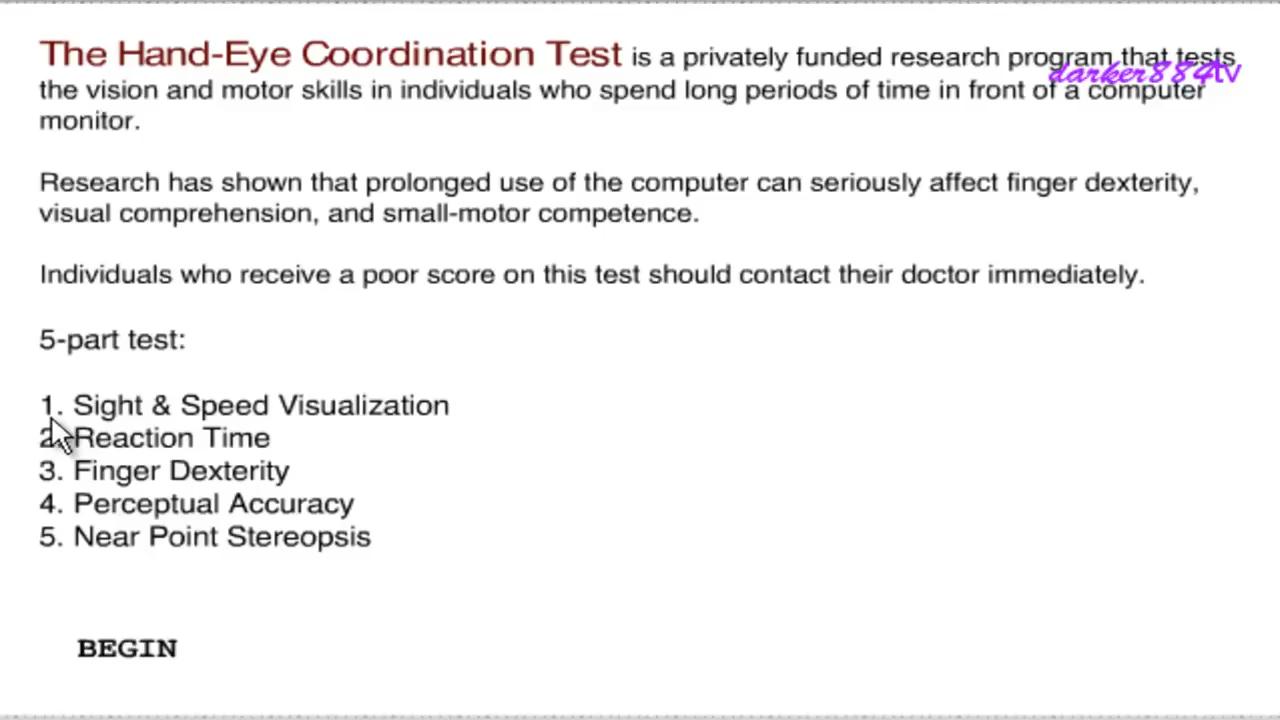 The Hand-Eye Coordination Test is a privately funded research program that tests
darker884tv
the vision and motor skills in individuals who spend long periods of time in front of a computer
monitor.
Research has shown that prolonged use of the computer can seriously affect finger dexterity,
visual comprehension, and small-motor competence.
Individuals who receive a poor score on this test should contact their doctor immediately.
5-part test:
1. Sight & Speed Visualization
2. Reaction Time
3. Finger Dexterity
4. Perceptual Accuracy
5. Near Point Stereopsis
BEGIN